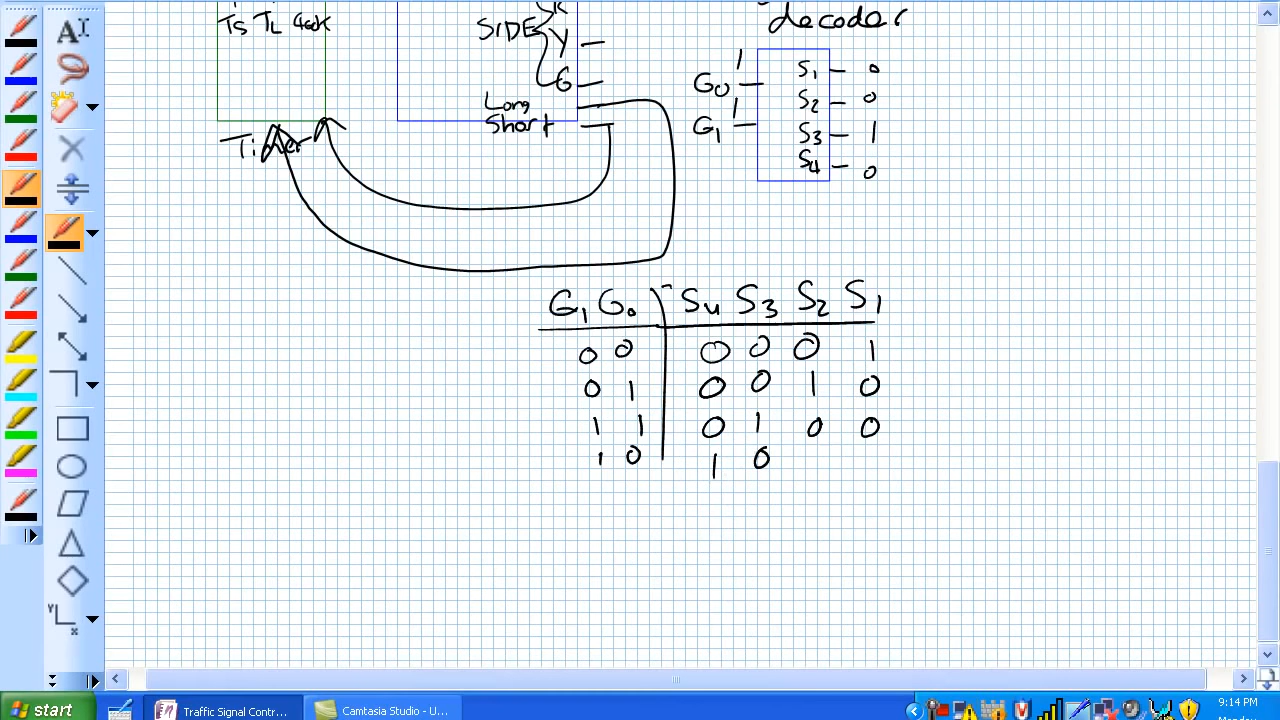 decoder
Ts TL
SIDE
R
Y
G
Long
Short
Timer
G0
G1
1
1
S1 0
S2 0
S3 1
S4 0
G1 G0 S4 S3 S2 S1
0 0 0 0 0 1
0 1 0 0 1 0
1 1 0 1 0 0
1 0 1 0
start
Traffic Signal Contr...
Camtasia Studio - U...
9:14 PM
Monday